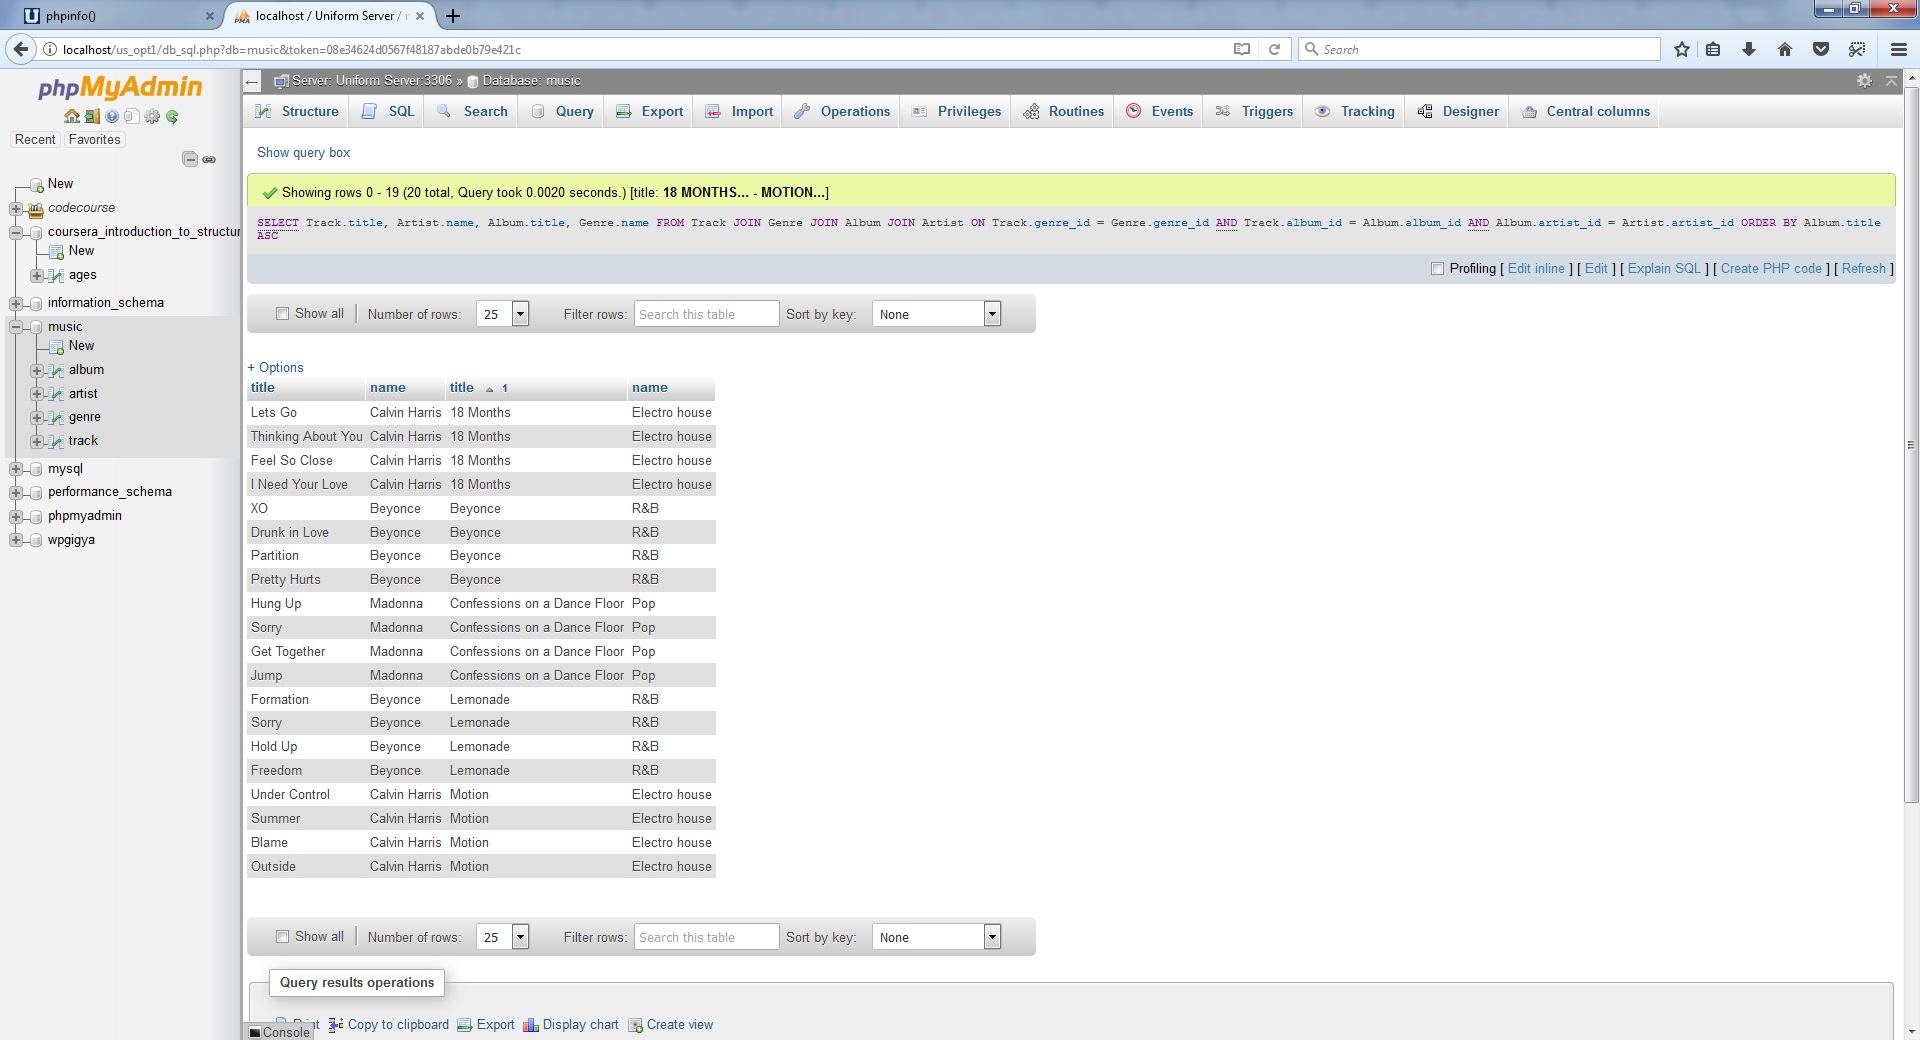 phpinfo()
localhost / Uniform Server /
localhost/us_opt1/db_sql.php?db=music&token=08e34624d0567f48187abde0b79e421c
Search
phpMyAdmin
Recent Favorites
New
codecourse
coursera_introduction_to_structur
New
ages
information_schema
music
New
album
artist
genre
track
mysql
performance_schema
phpmyadmin
wpgigya
Server: Uniform Server:3306 » Database: music
Structure SQL Search Query Export Import Operations Privileges Routines Events Triggers Tracking Designer Central columns
Show query box
Showing rows 0 - 19 (20 total, Query took 0.0020 seconds.) [title: 18 MONTHS... - MOTION...]
SELECT Track.title, Artist.name, Album.title, Genre.name FROM Track JOIN Genre JOIN Album JOIN Artist ON Track.genre_id = Genre.genre_id AND Track.album_id = Album.album_id AND Album.artist_id = Artist.artist_id ORDER BY Album.title
ASC
Profiling [ Edit inline ] [ Edit ] [ Explain SQL ] [ Create PHP code ] [ Refresh ]
Show all Number of rows: 25 Filter rows: Search this table Sort by key: None
+ Options
title name title 1 name
Lets Go Calvin Harris 18 Months Electro house
Thinking About You Calvin Harris 18 Months Electro house
Feel So Close Calvin Harris 18 Months Electro house
I Need Your Love Calvin Harris 18 Months Electro house
XO Beyonce Beyonce R&B
Drunk in Love Beyonce Beyonce R&B
Partition Beyonce Beyonce R&B
Pretty Hurts Beyonce Beyonce R&B
Hung Up Madonna Confessions on a Dance Floor Pop
Sorry Madonna Confessions on a Dance Floor Pop
Get Together Madonna Confessions on a Dance Floor Pop
Jump Madonna Confessions on a Dance Floor Pop
Formation Beyonce Lemonade R&B
Sorry Beyonce Lemonade R&B
Hold Up Beyonce Lemonade R&B
Freedom Beyonce Lemonade R&B
Under Control Calvin Harris Motion Electro house
Summer Calvin Harris Motion Electro house
Blame Calvin Harris Motion Electro house
Outside Calvin Harris Motion Electro house
Show all Number of rows: 25 Filter rows: Search this table Sort by key: None
Query results operations
Copy to clipboard Export Display chart Create view
Console